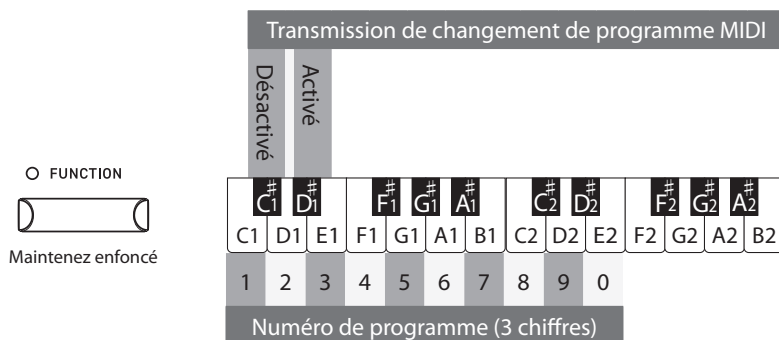 Transmission de changement de programme MIDI
Désactivé
Activé
FUNCTION
Maintenez enfoncé
C#1 D#1 F#1 G#1 A#1 C#2 D#2 F#2 G#2 A#2
C1 D1 E1 F1 G1 A1 B1 C2 D2 E2 F2 G2 A2 B2
1 2 3 4 5 6 7 8 9 0
Numéro de programme (3 chiffres)